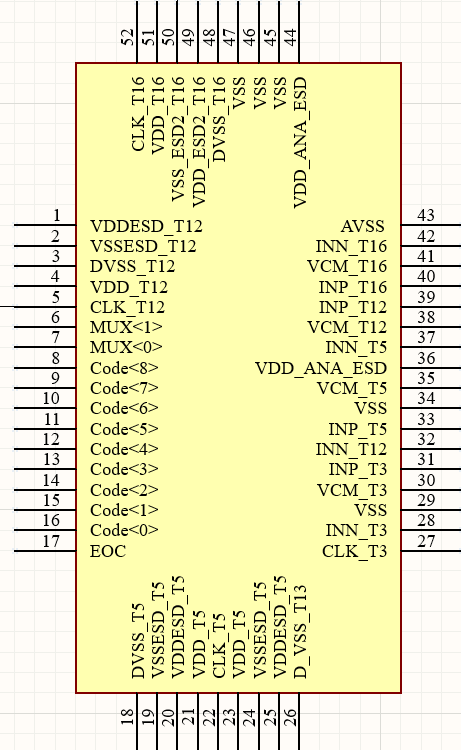 52 51 50 49 48 47 46 45 44
CLK_T16
VDD_T16
VSS_ESD2_T16
VDD_ESD2_T16
DVSS_T16
VSS
VSS
VSS
VDD_ANA_ESD
1 VDDESD_T12 AVSS 43
2 VSSESD_T12 INN_T16 42
3 DVSS_T12 VCM_T16 41
4 VDD_T12 INP_T16 40
5 CLK_T12 INP_T12 39
6 MUX<1> VCM_T12 38
7 MUX<0> INN_T5 37
8 Code<8> VDD_ANA_ESD 36
9 Code<7> VCM_T5 35
10 Code<6> VSS 34
11 Code<5> INP_T5 33
12 Code<4> INN_T12 32
13 Code<3> INP_T3 31
14 Code<2> VCM_T3 30
15 Code<1> VSS 29
16 Code<0> INN_T3 28
17 EOC CLK_T3 27
DVSS_T5
VSSESD_T5
VDDESD_T5
VDD_T5
CLK_T5
VDD_T5
VSSESD_T5
VDDESD_T5
D_VSS_T13
18 19 20 21 22 23 24 25 26